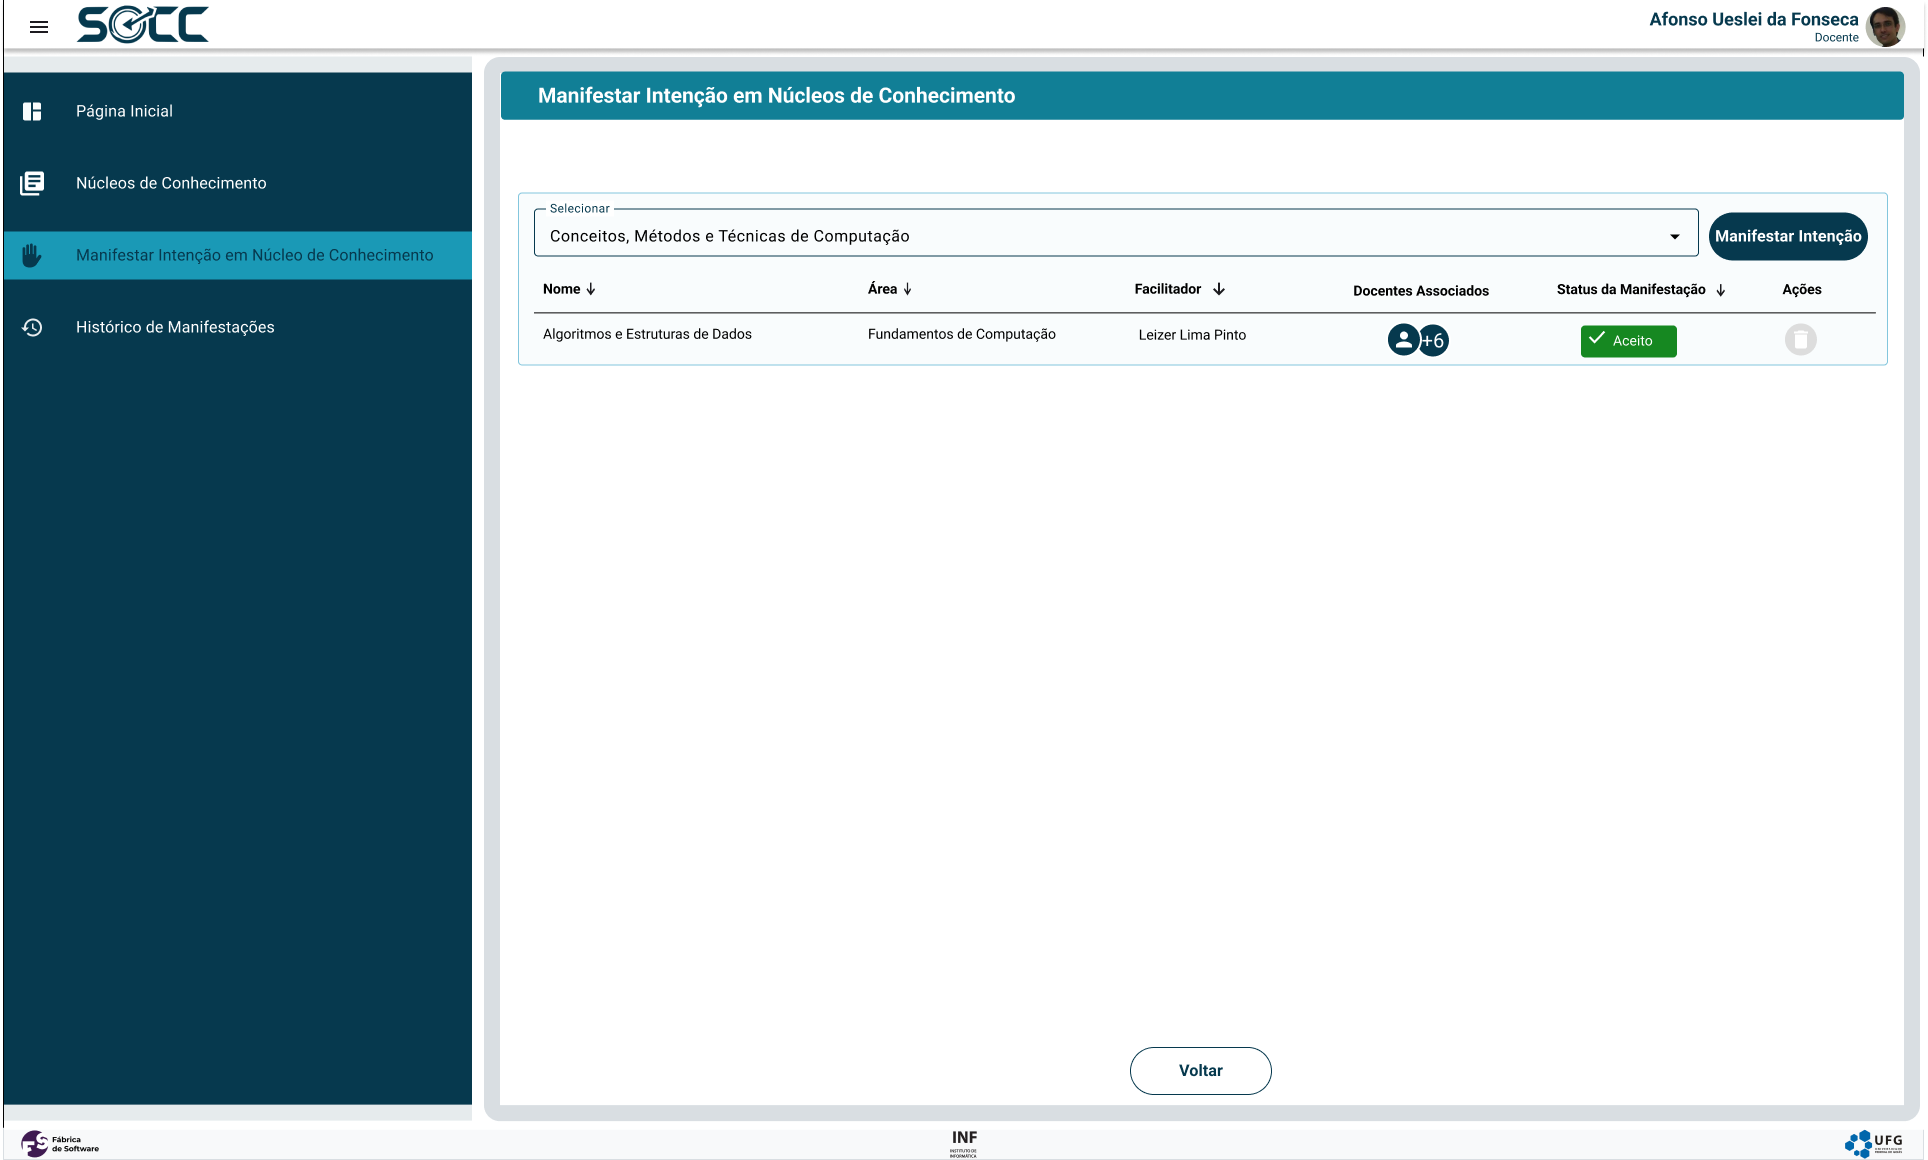 SGCC
Afonso Ueslei da Fonseca
Docente
Página Inicial
Núcleos de Conhecimento
Manifestar Intenção em Núcleo de Conhecimento
Histórico de Manifestações
Manifestar Intenção em Núcleos de Conhecimento
Selecionar
Conceitos, Métodos e Técnicas de Computação
Manifestar Intenção
Nome Área Facilitador Docentes Associados Status da Manifestação Ações
Algoritmos e Estruturas de Dados Fundamentos de Computação Leizer Lima Pinto +6 Aceito
Voltar
Fábrica
de Software
INF
INSTITUTO DE
INFORMÁTICA
UFG